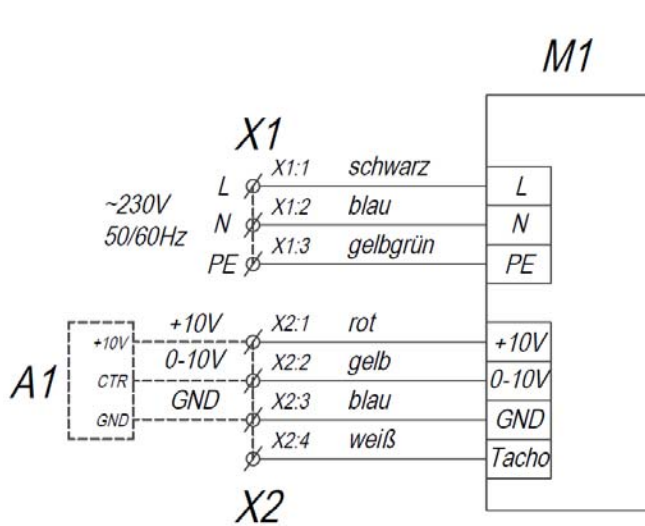 M1
X1
X1:1 schwarz
L L
~230V X1:2 blau
N N
50/60Hz X1:3 gelbgrün
PE PE
+10V X2:1 rot
+10V +10V
0-10V X2:2 gelb
A1 CTR 0-10V
GND X2:3 blau
GND GND
X2:4 weiß
Tacho
X2